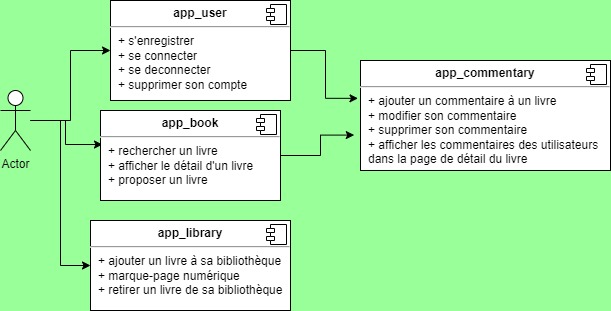 app_user
+ s'enregistrer
+ se connecter
+ se deconnecter
+ supprimer son compte
app_commentary
+ ajouter un commentaire à un livre
+ modifier son commentaire
+ supprimer son commentaire
+ afficher les commentaires des utilisateurs
dans la page de détail du livre
Actor
app_book
+ rechercher un livre
+ afficher le détail d'un livre
+ proposer un livre
app_library
+ ajouter un livre à sa bibliothèque
+ marque-page numérique
+ retirer un livre de sa bibliothèque